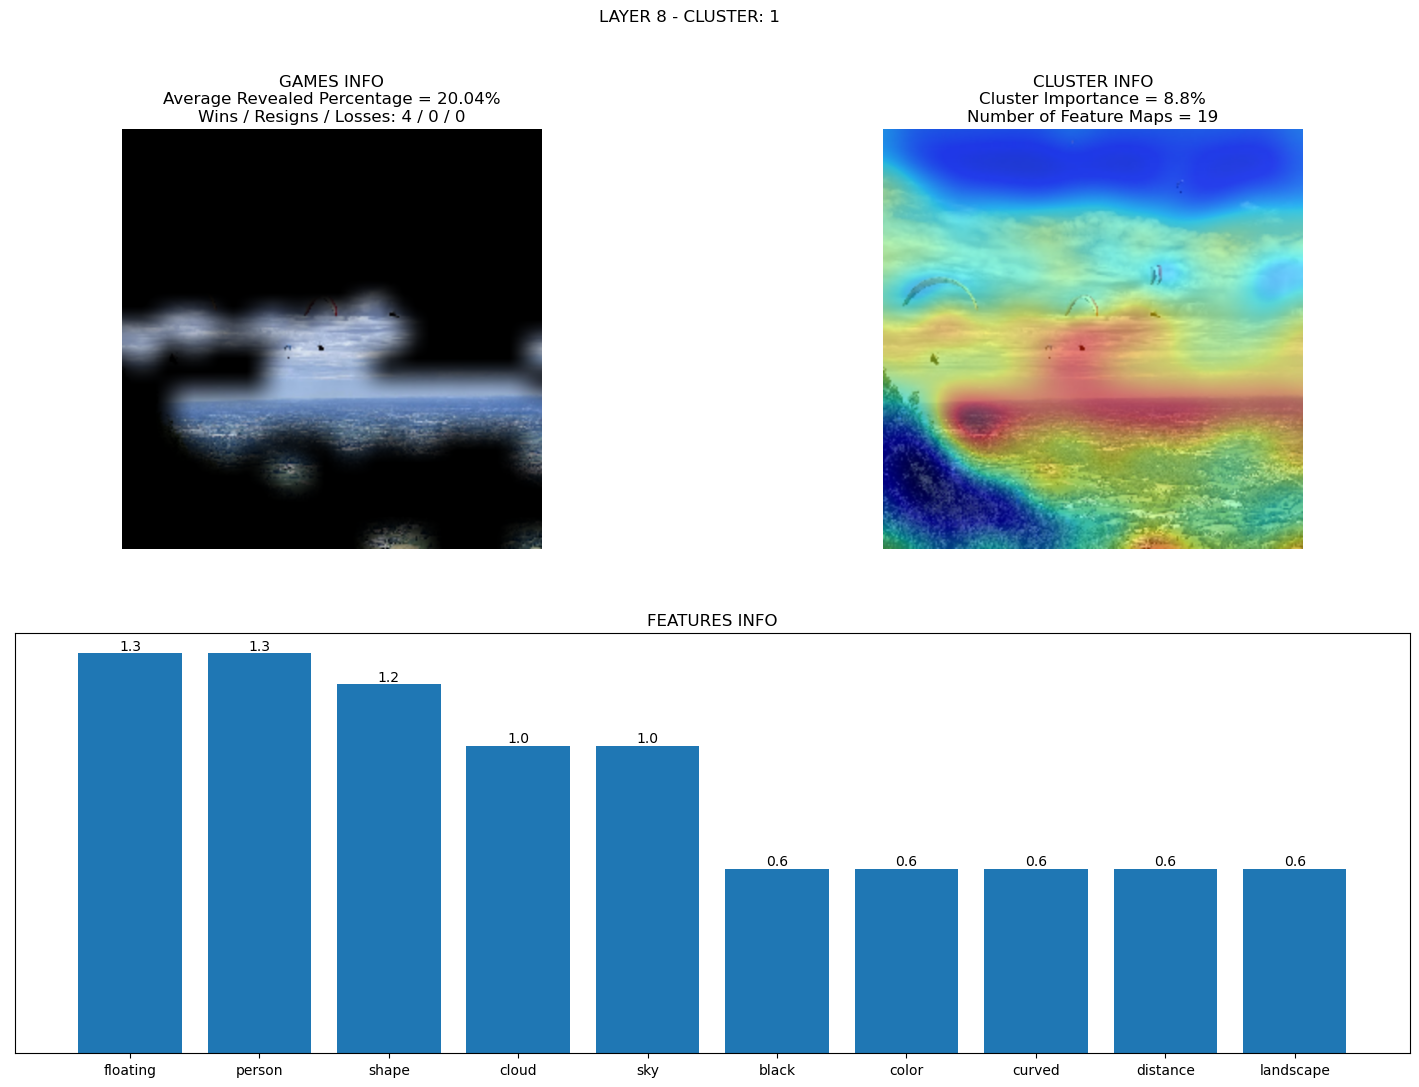 LAYER 8 - CLUSTER: 1
GAMES INFO
Average Revealed Percentage = 20.04%
Wins / Resigns / Losses: 4 / 0 / 0
CLUSTER INFO
Cluster Importance = 8.8%
Number of Feature Maps = 19
FEATURES INFO
1.3 1.3 1.2 1.0 1.0 0.6 0.6 0.6 0.6 0.6
floating person shape cloud sky black color curved distance landscape